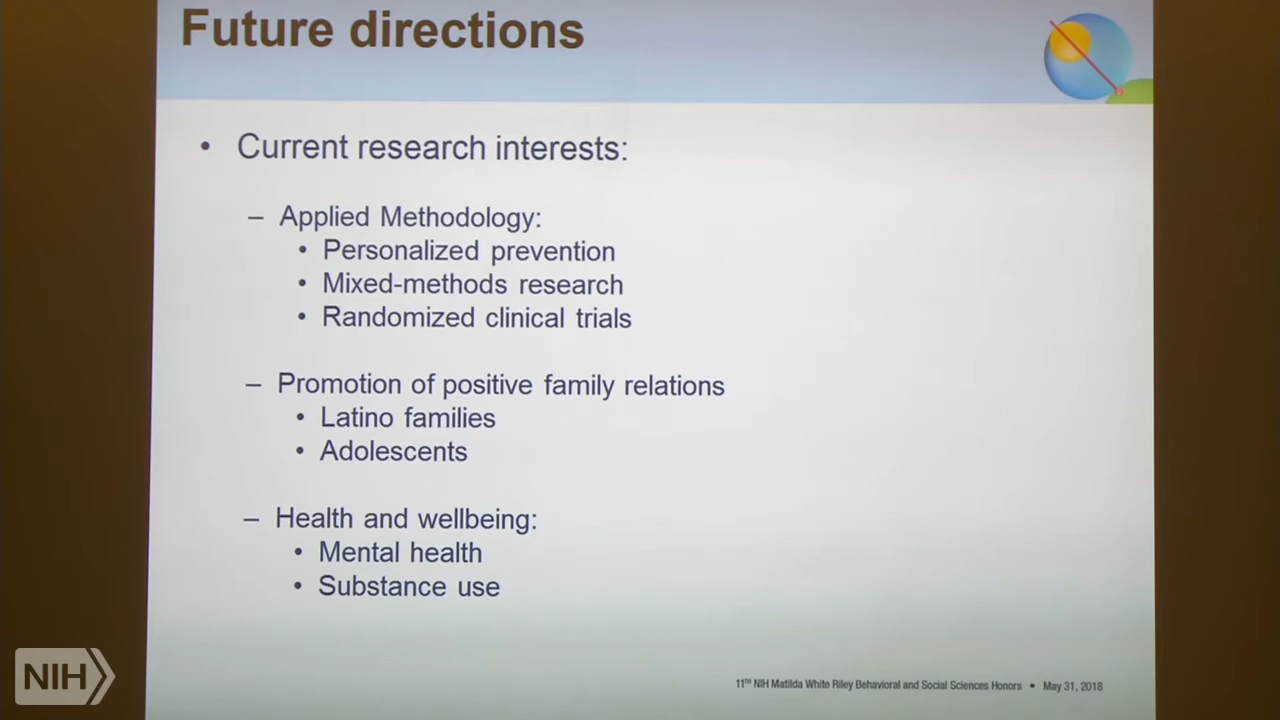 Future directions
• Current research interests:
– Applied Methodology:
• Personalized prevention
• Mixed-methods research
• Randomized clinical trials
– Promotion of positive family relations
• Latino families
• Adolescents
– Health and wellbeing:
• Mental health
• Substance use
NIH
11TH NIH Matilda White Riley Behavioral and Social Sciences Honors • May 31, 2018